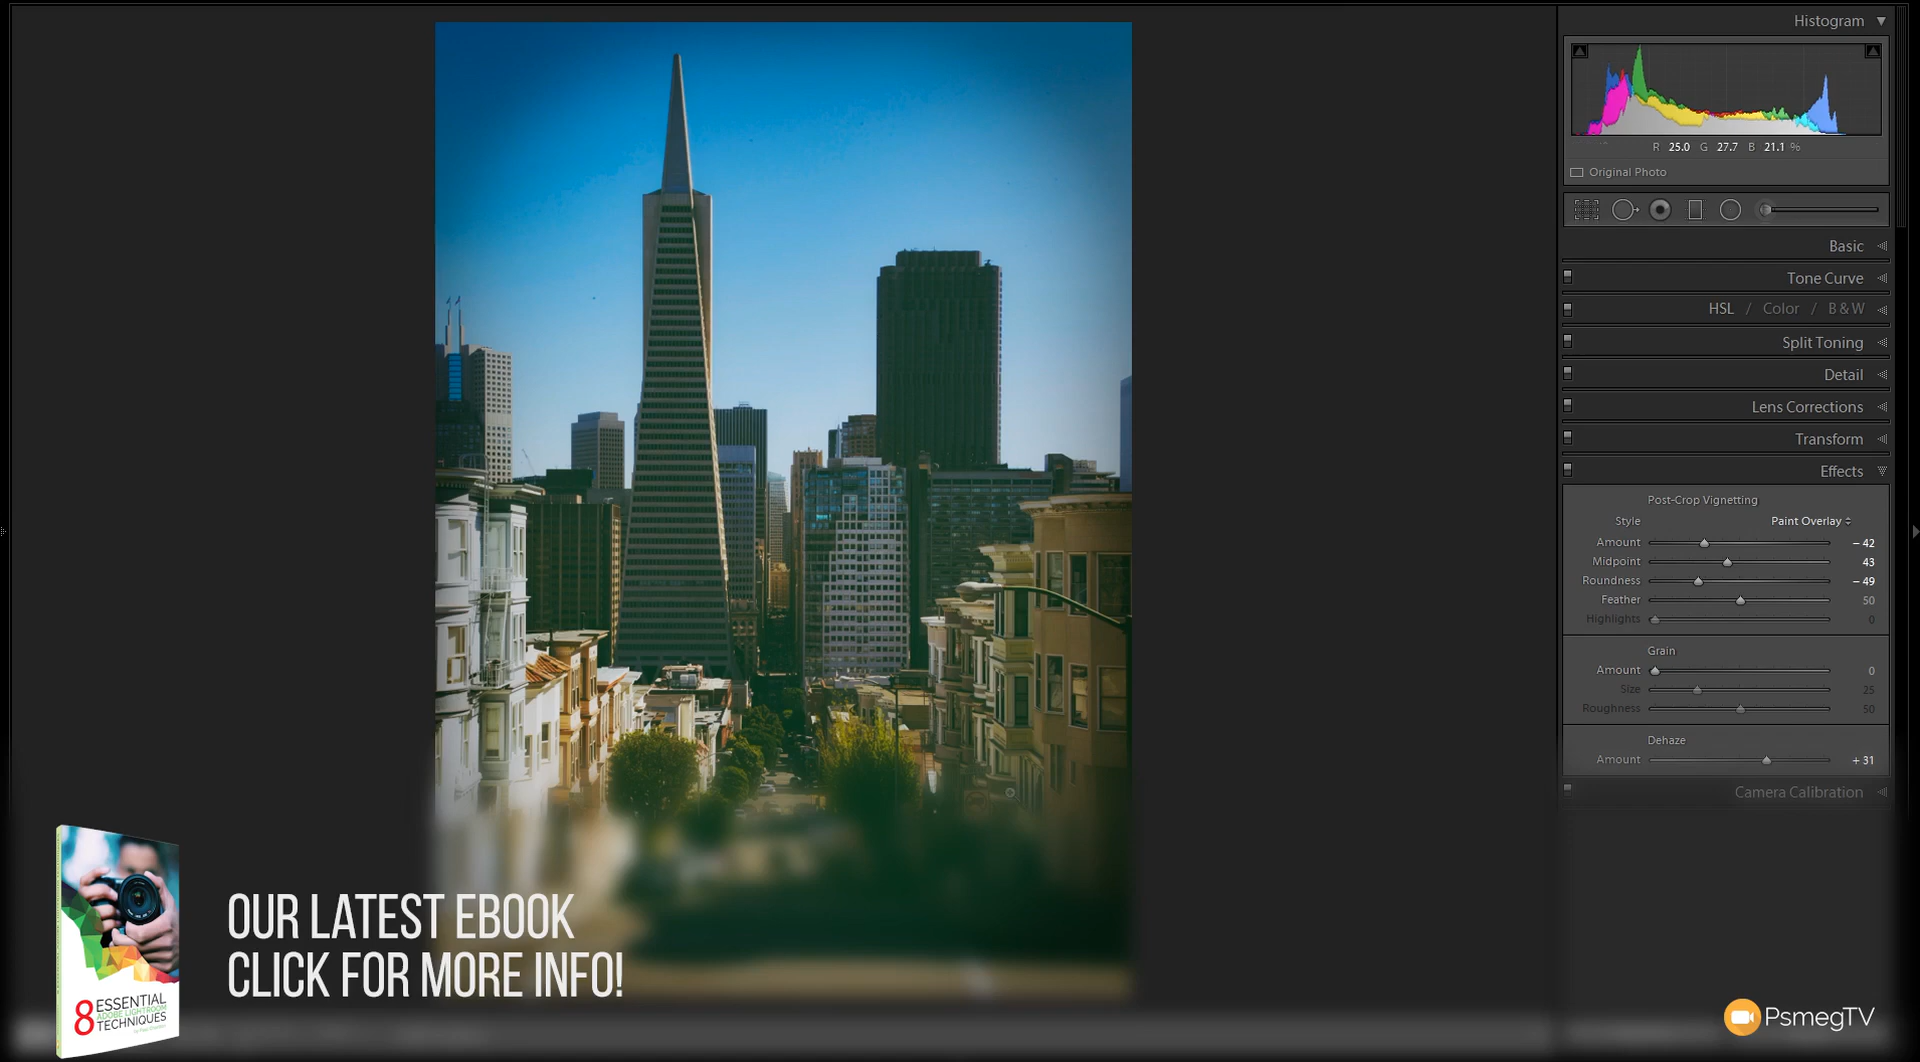 Histogram
R 25.0 G 27.7 B 21.1 %
Original Photo
Basic
Tone Curve
HSL / Color / B & W
Split Toning
Detail
Lens Corrections
Transform
Effects
Post-Crop Vignetting
Style Paint Overlay
Amount – 42
Midpoint 43
Roundness – 49
Feather 50
Highlights 0
Grain
Amount 0
Size 25
Roughness 50
Dehaze
Amount + 31
Camera Calibration
OUR LATEST EBOOK
CLICK FOR MORE INFO!
8 ESSENTIAL
ADOBE LIGHTROOM
TECHNIQUES
PsmegTV